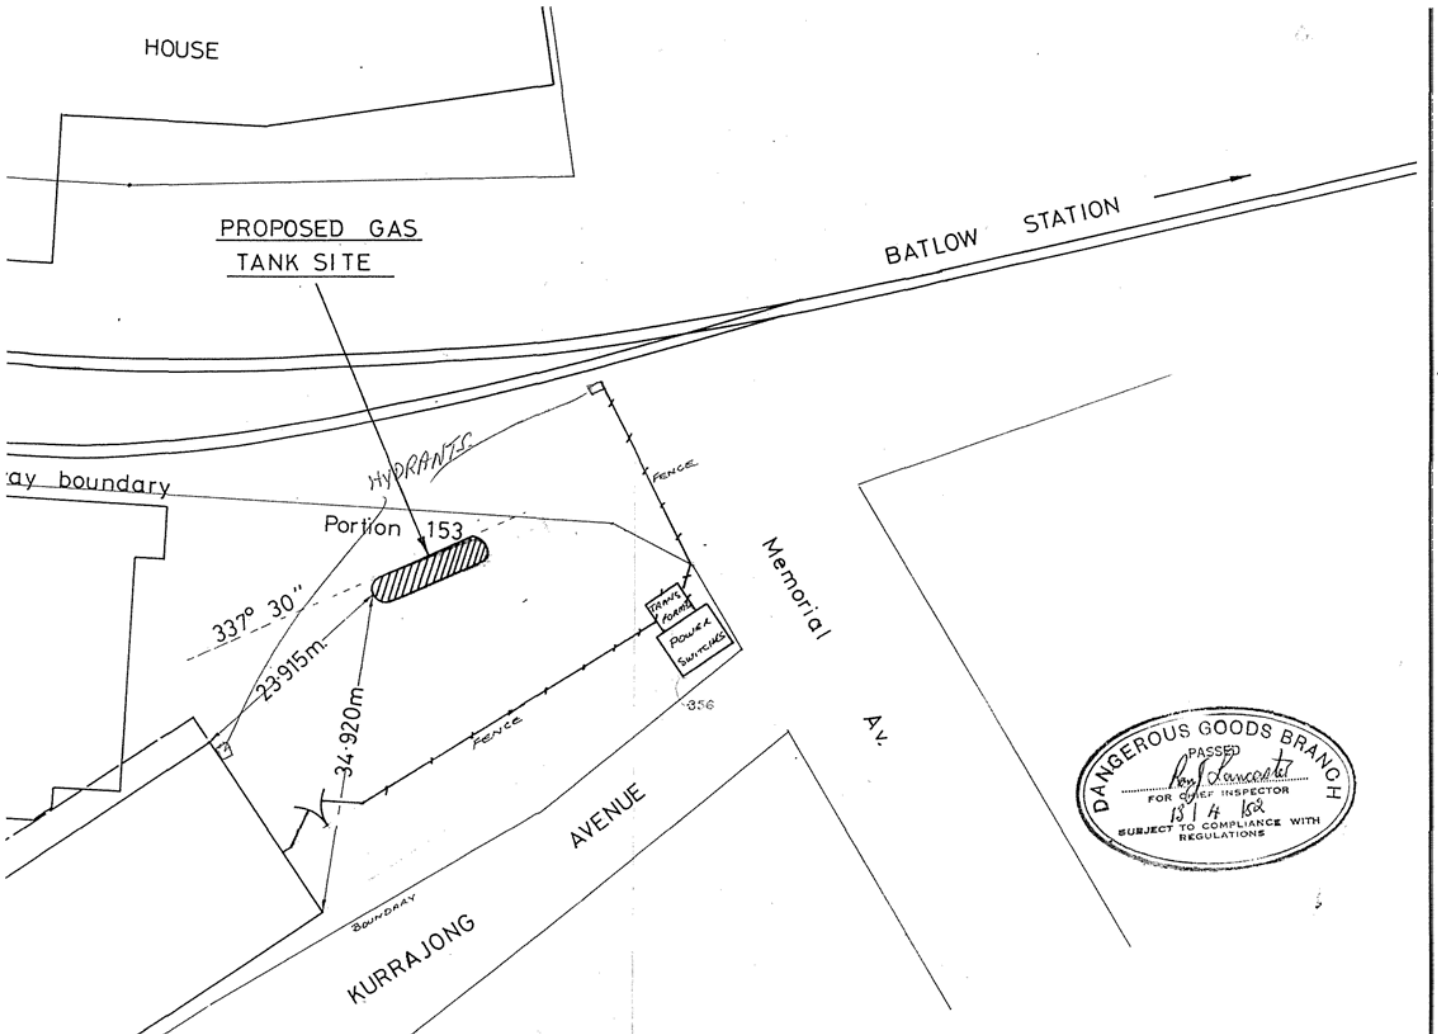 HOUSE
PROPOSED GAS
TANK SITE
BATLOW STATION
HYDRANTS.
FENCE
ay boundary
Portion 153
337° 30"
23·915m.
34·920m
TRANS
FORMS
POWER
SWITCHES
356
FENCE
Memorial
Av.
BOUNDARY
KURRAJONG AVENUE
DANGEROUS GOODS BRANCH
PASSED
Lancaster
FOR CHIEF INSPECTOR
13 / 4
SUBJECT TO COMPLIANCE WITH
REGULATIONS